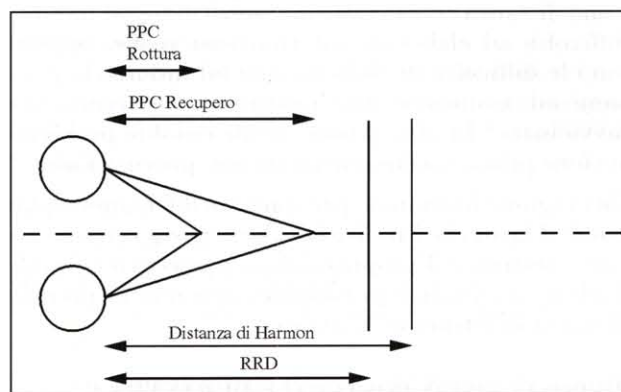 PPC
Rottura
PPC Recupero
Distanza di Harmon
RRD